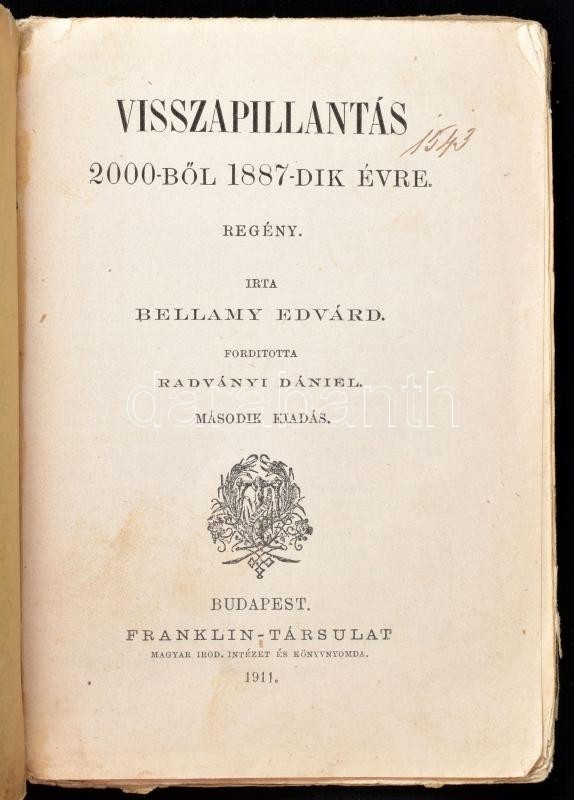 VISSZAPILLANTÁS
1543
2000-BŐL 1887-DIK ÉVRE.
REGÉNY.
IRTA
BELLAMY EDVÁRD.
FORDITOTTA
RADVÁNYI DÁNIEL.
darabanth
MÁSODIK KIADÁS.
BUDAPEST.
FRANKLIN-TÁRSULAT
MAGYAR IROD. INTÉZET ÉS KÖNYVNYOMDA.
1911.